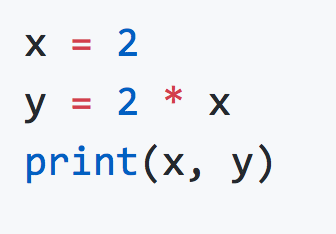 x = 2
y = 2 * x
print(x, y)